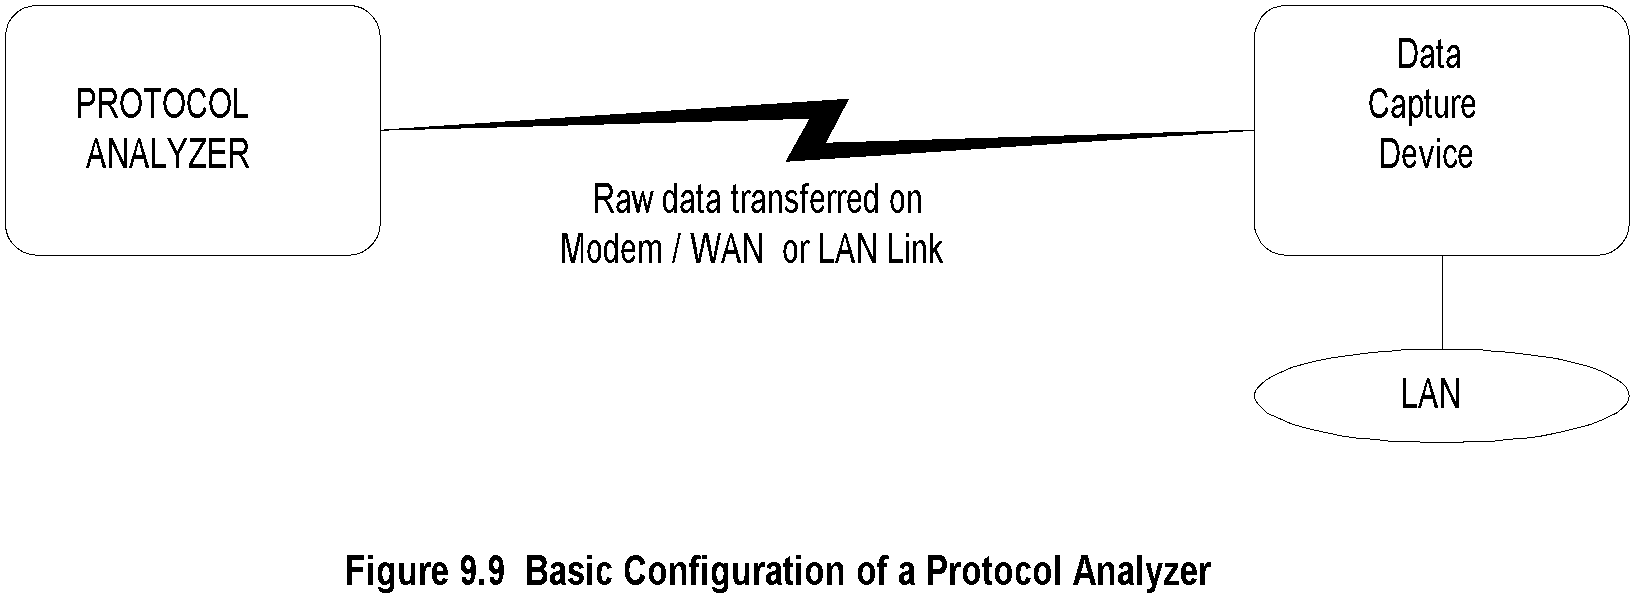 PROTOCOL
ANALYZER
Raw data transferred on
Modem / WAN  or LAN Link
Data
Capture
Device
LAN
Figure 9.9  Basic Configuration of a Protocol Analyzer